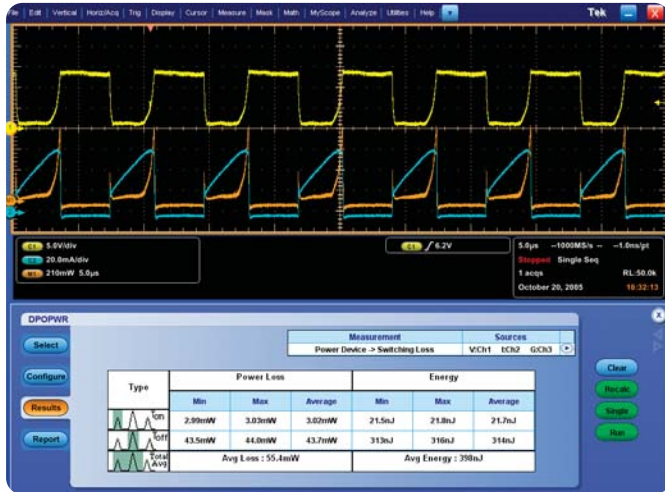 File Edit Vertical Horiz/Acq Trig Display Cursor Measure Mask Math MyScope Analyze Utilities Help Tek X
C1 5.0V/div
C2 20.0mA/div
M1 210mW 5.0µs
C1 6.2V
5.0µs --1000MS/s -- --1.0ns/pt
Stopped Single Seq
1 acqs RL:50.0k
October 20, 2005 18:32:13
DPOPWR
X
Select
Configure
Results
Report
Measurement Sources
Power Device -> Switching Loss V:Ch1 I:Ch2 G:Ch3
Type Power Loss Energy
Min Max Average Min Max Average
Ton 2.99mW 3.03mW 3.02mW 21.5nJ 21.8nJ 21.7nJ
Toff 43.5mW 44.0mW 43.7mW 313nJ 316nJ 314nJ
Total Avg Avg Loss : 55.4mW Avg Energy : 398nJ
Clear
Recalc
Single
Run